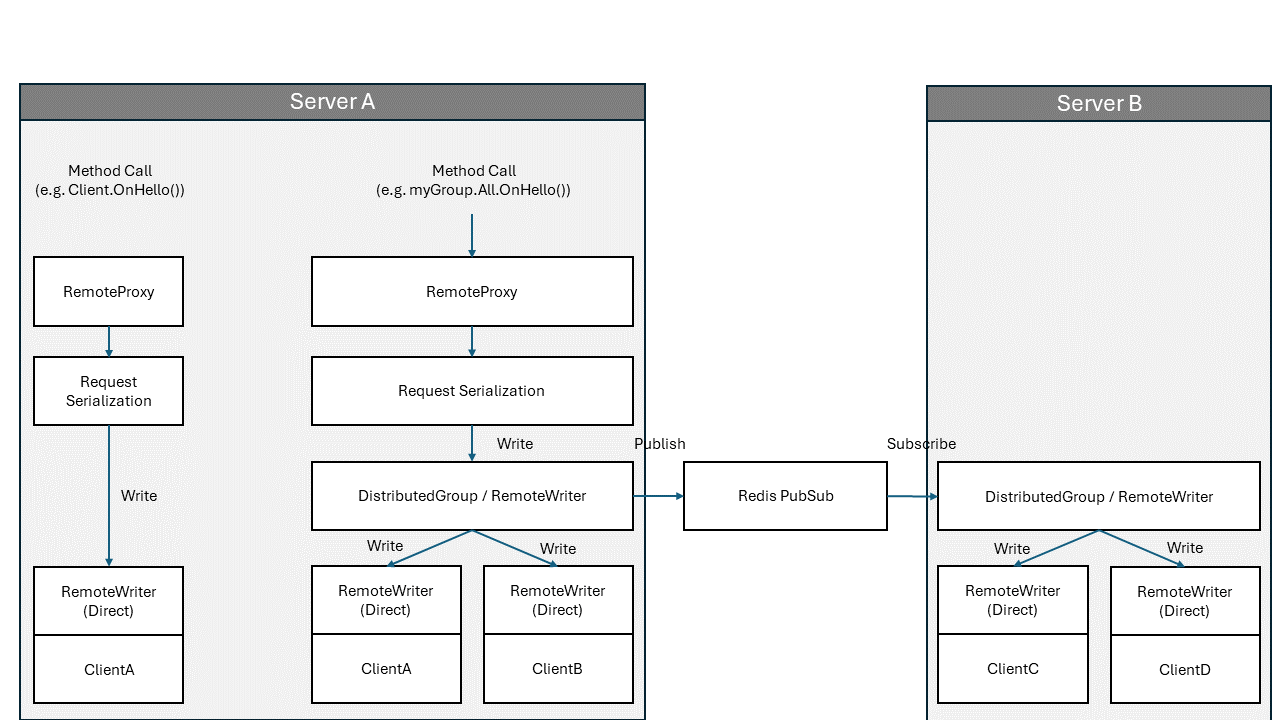 Server A
Server B
Method Call
(e.g. Client.OnHello())
Method Call
(e.g. myGroup.All.OnHello())
RemoteProxy
RemoteProxy
Request
Serialization
Request Serialization
Write
Publish
Subscribe
Write
DistributedGroup / RemoteWriter
Redis PubSub
DistributedGroup / RemoteWriter
Write
Write
Write
Write
RemoteWriter
(Direct)
RemoteWriter
(Direct)
RemoteWriter
(Direct)
RemoteWriter
(Direct)
RemoteWriter
(Direct)
ClientA
ClientA
ClientB
ClientC
ClientD